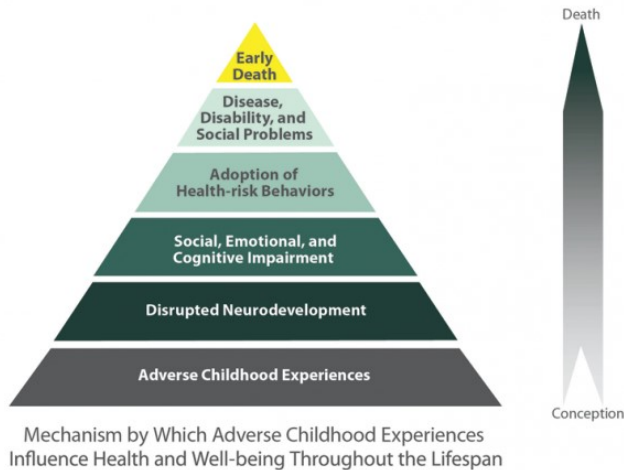 Death
Early
Death
Disease,
Disability, and
Social Problems
Adoption of
Health-risk Behaviors
Social, Emotional, and
Cognitive Impairment
Disrupted Neurodevelopment
Adverse Childhood Experiences
Conception
Mechanism by Which Adverse Childhood Experiences
Influence Health and Well-being Throughout the Lifespan